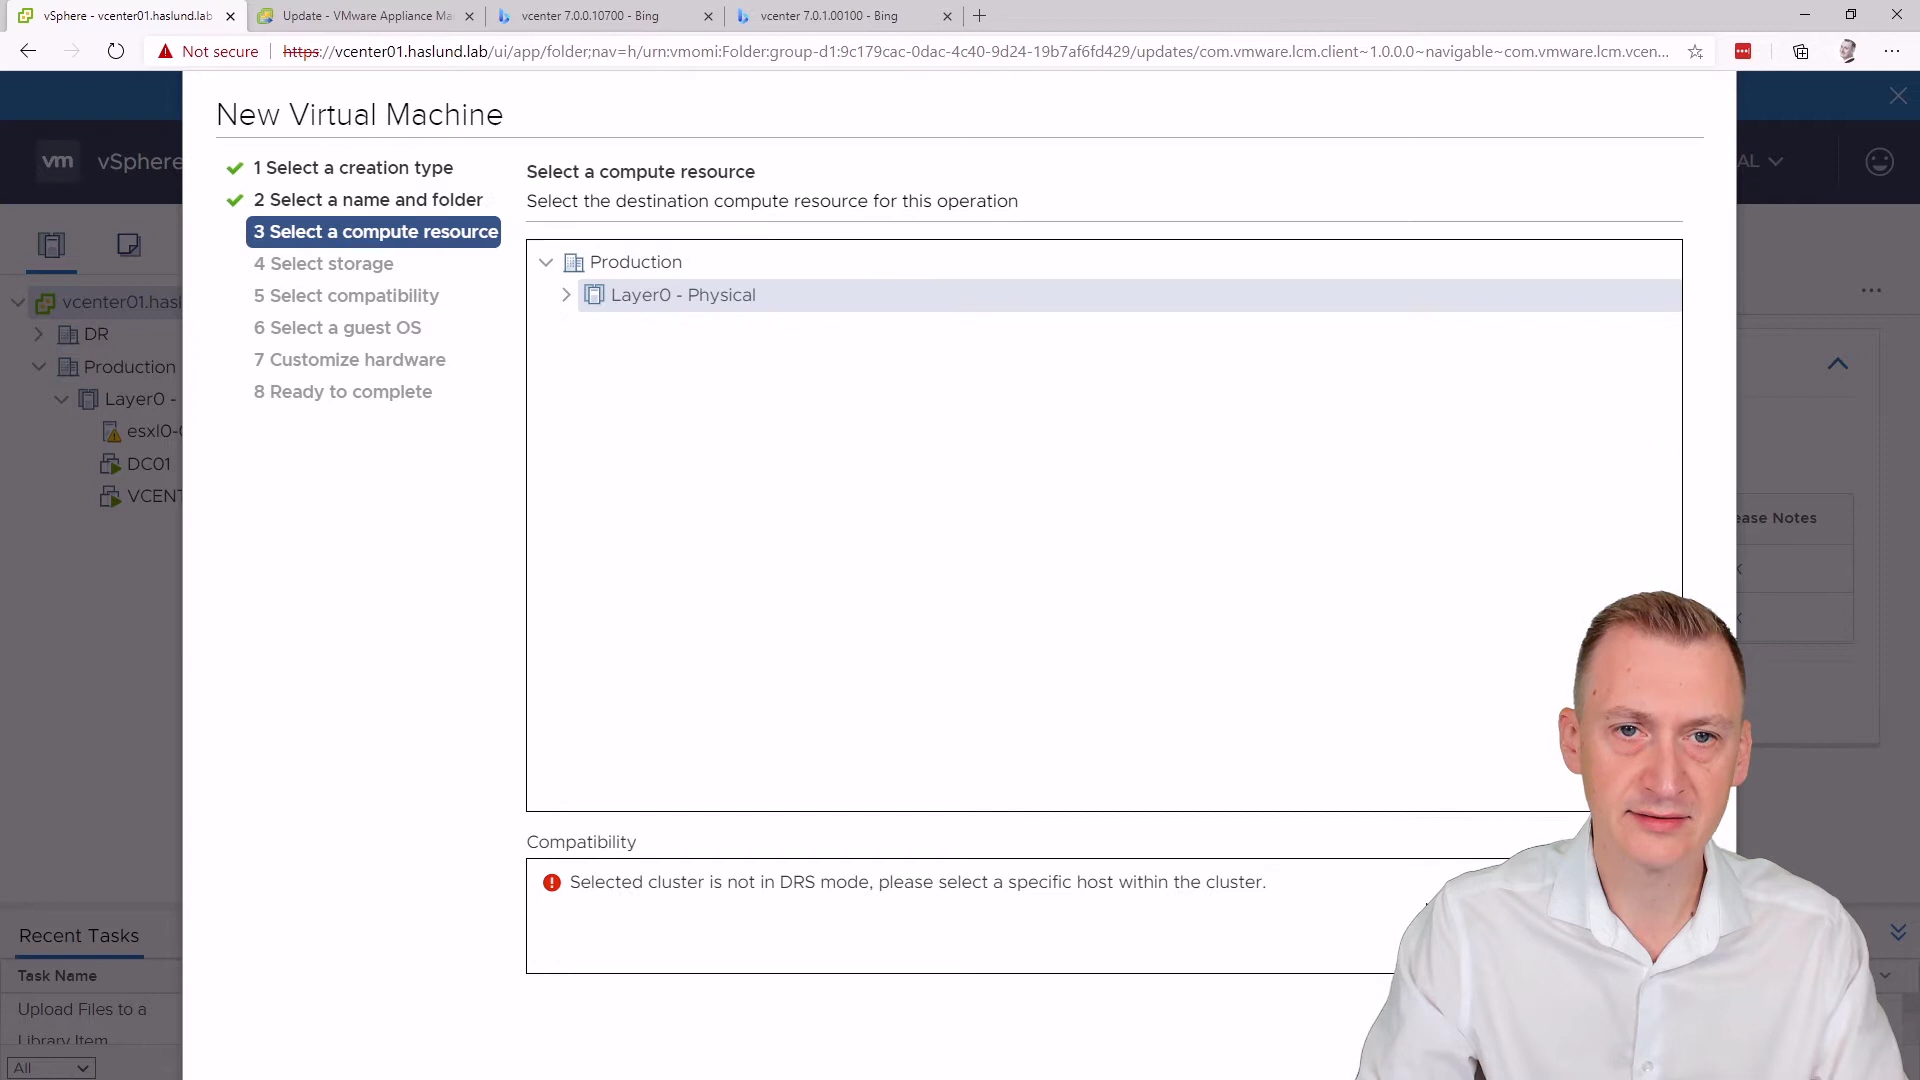 vSphere - vcenter01.haslund.lab
Update - VMware Appliance Ma
vcenter 7.0.0.10700 - Bing
vcenter 7.0.1.00100 - Bing
Not secure
https://vcenter01.haslund.lab/ui/app/folder;nav=h/urn:vmomi:Folder:group-d1:9c179cac-0dac-4c40-9d24-19b7af6fd429/updates/com.vmware.lcm.client~1.0.0.0~navigable~com.vmware.lcm.vcen...
vm vSphere
AL
New Virtual Machine
1 Select a creation type
2 Select a name and folder
3 Select a compute resource
4 Select storage
5 Select compatibility
6 Select a guest OS
7 Customize hardware
8 Ready to complete
Select a compute resource
Select the destination compute resource for this operation
Production
Layer0 - Physical
Compatibility
Selected cluster is not in DRS mode, please select a specific host within the cluster.
vcenter01.hasl
DR
Production
Layer0 -
esxl0-
DC01
VCENT
ease Notes
Recent Tasks
Task Name
Upload Files to a
Library Item
All